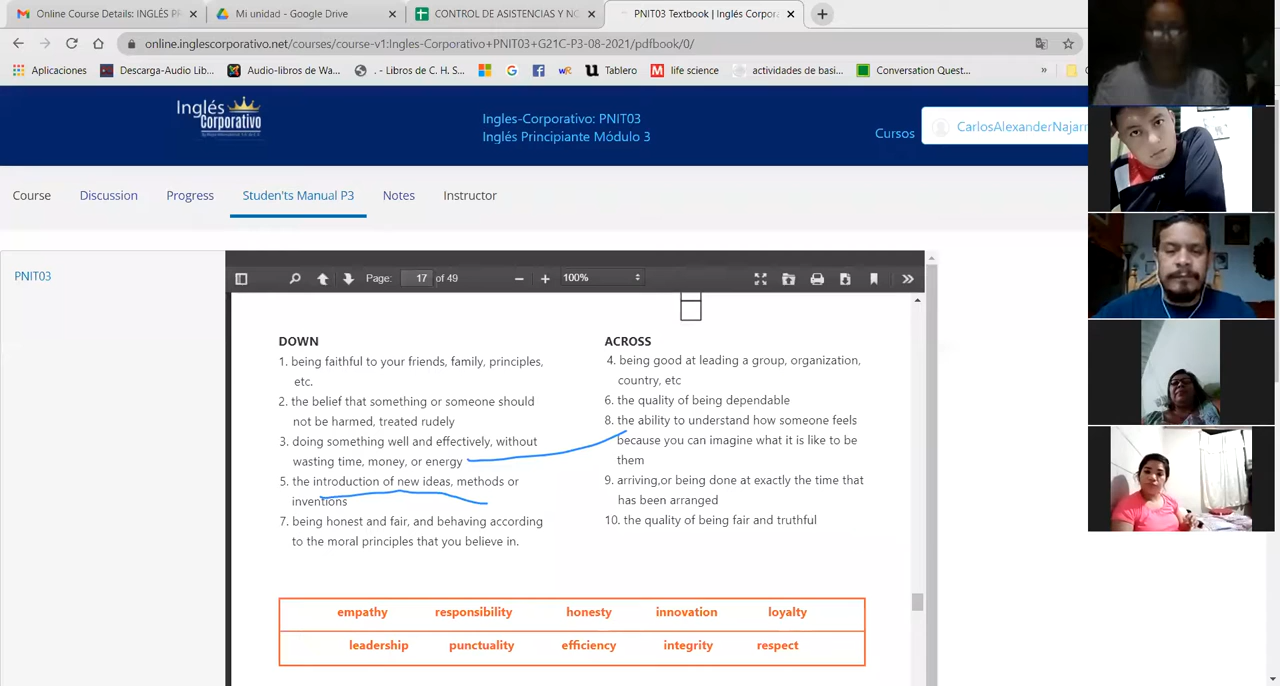 Online Course Details: INGLÉS PR
Mi unidad - Google Drive
CONTROL DE ASISTENCIAS Y NO
PNIT03 Textbook | Inglés Corpora
online.inglescorporativo.net/courses/course-v1:Ingles-Corporativo+PNIT03+G21C-P3-08-2021/pdfbook/0/
Aplicaciones
Descarga-Audio Lib...
Audio-libros de Wa...
. - Libros de C. H. S...
Tablero
life science
actividades de basi...
Conversation Quest...
»
Inglés
Corporativo
Ingles-Corporativo: PNIT03
Inglés Principiante Módulo 3
Cursos
CarlosAlexanderNajarr
Course
Discussion
Progress
Studen'ts Manual P3
Notes
Instructor
PNIT03
Page: 17 of 49
100%
DOWN
1. being faithful to your friends, family, principles,
etc.
2. the belief that something or someone should
not be harmed, treated rudely
3. doing something well and effectively, without
wasting time, money, or energy
5. the introduction of new ideas, methods or
inventions
7. being honest and fair, and behaving according
to the moral principles that you believe in.
ACROSS
4. being good at leading a group, organization,
country, etc
6. the quality of being dependable
8. the ability to understand how someone feels
because you can imagine what it is like to be
them
9. arriving,or being done at exactly the time that
has been arranged
10. the quality of being fair and truthful
empathy responsibility honesty innovation loyalty
leadership punctuality efficiency integrity respect